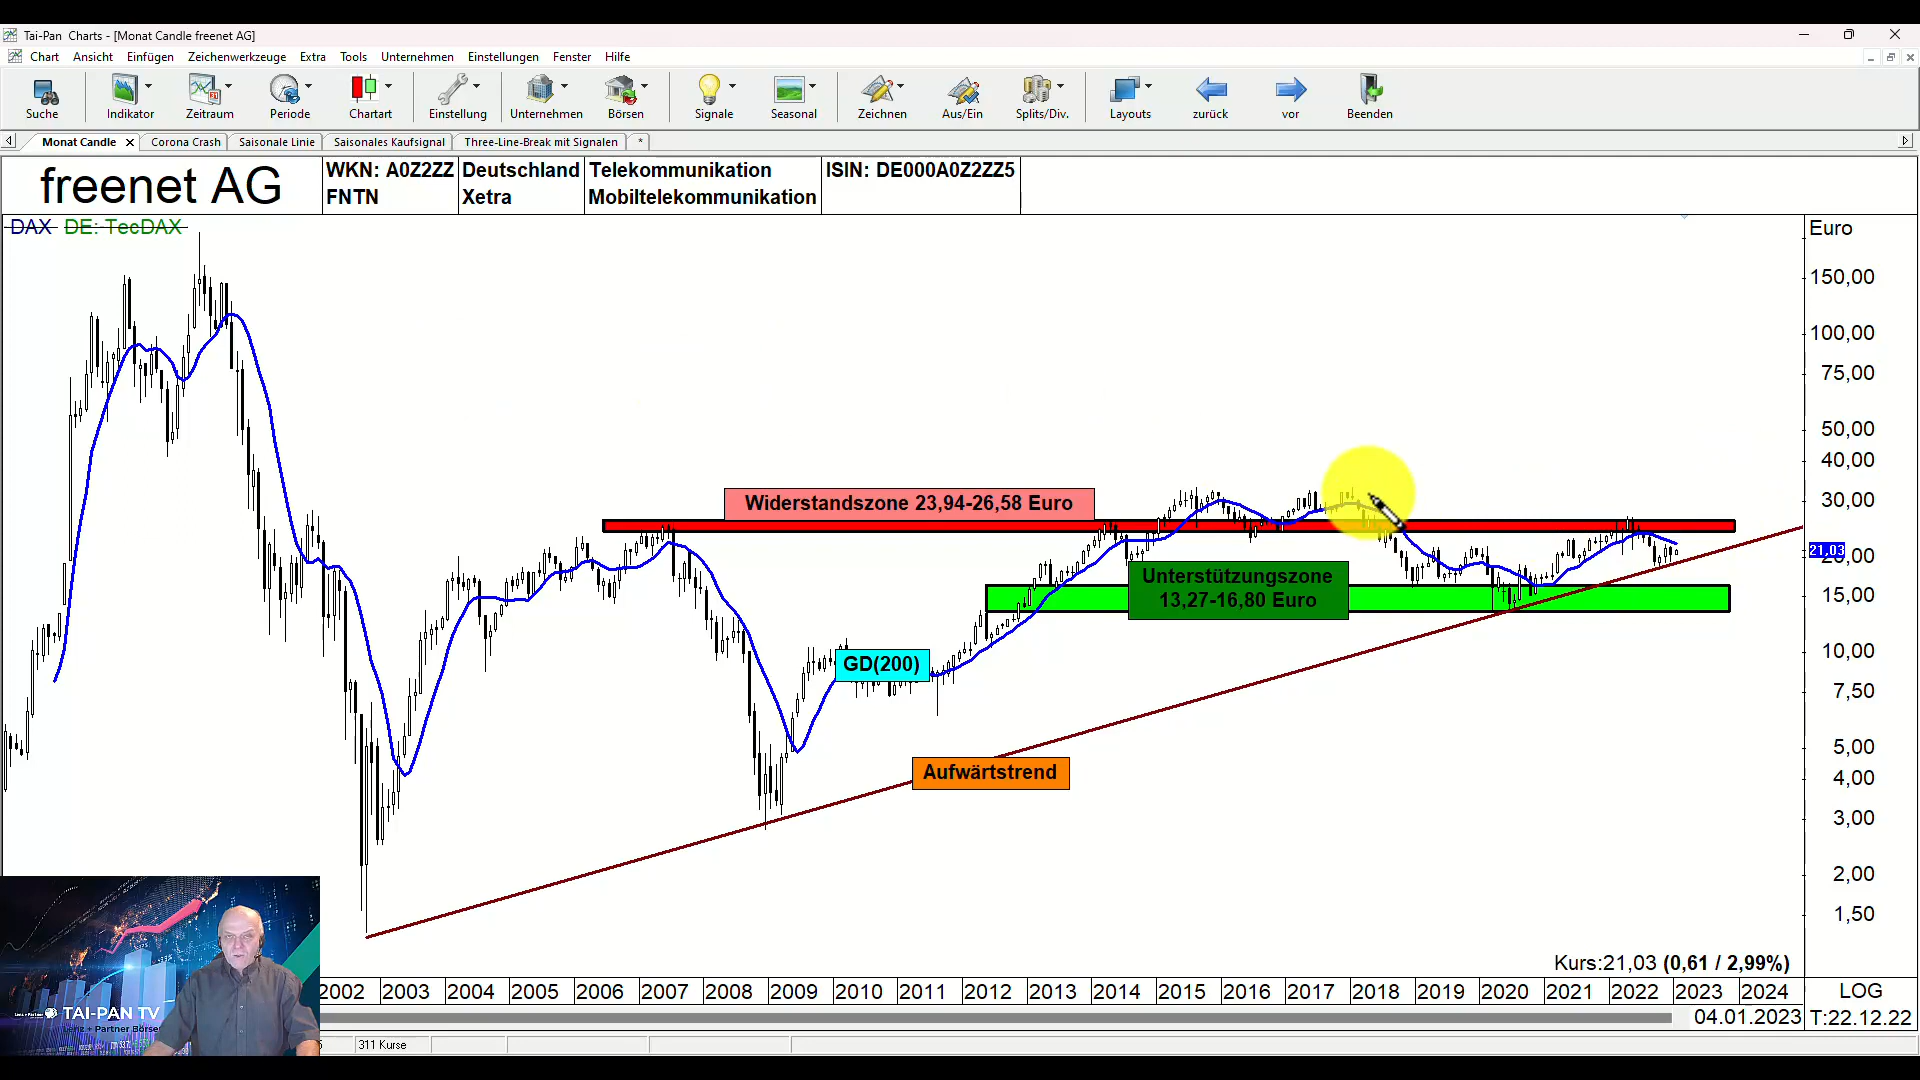 Tai-Pan Charts - [Monat Candle freenet AG]
Chart Ansicht Einfügen Zeichenwerkzeuge Extra Tools Unternehmen Einstellungen Fenster Hilfe
Suche Indikator Zeitraum Periode Chartart Einstellung Unternehmen Börsen Signale Seasonal Zeichnen Aus/Ein Splits/Div. Layouts zurück vor Beenden
Monat Candle Corona Crash Saisonale Linie Saisonales Kaufsignal Three-Line-Break mit Signalen *
freenet AG
WKN: A0Z2ZZ Deutschland Telekommunikation ISIN: DE000A0Z2ZZ5
FNTN Xetra Mobiltelekommunikation
DAX DE: TecDAX
Euro
150,00
100,00
75,00
50,00
40,00
30,00
Widerstandszone 23,94-26,58 Euro
21,03
20,00
Unterstützungszone
13,27-16,80 Euro
15,00
10,00
GD(200)
7,50
5,00
Aufwärtstrend
4,00
3,00
2,00
1,50
Kurs:21,03 (0,61 / 2,99%)
2002 2003 2004 2005 2006 2007 2008 2009 2010 2011 2012 2013 2014 2015 2016 2017 2018 2019 2020 2021 2022 2023 2024 LOG
04.01.2023 T:22.12.22
TAI-PAN TV
Lenz + Partner Börse
311 Kurse